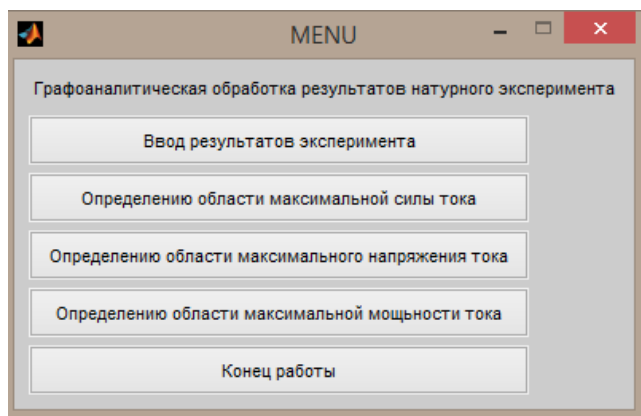 MENU
Графоаналитическая обработка результатов натурного эксперимента
Ввод результатов эксперимента
Определению области максимальной силы тока
Определению области максимального напряжения тока
Определению области максимальной мощьности тока
Конец работы